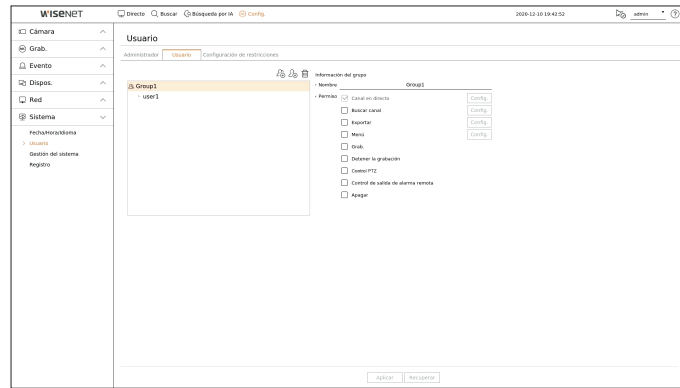 WISENET
Directo Buscar Búsqueda por IA Config. 2020-12-10 19:42:52 admin ?
Cámara
Grab.
Evento
Dispos.
Red
Sistema
Fecha/Hora/Idioma
> Usuario
Gestión del sistema
Registro
Usuario
Administrador Usuario Configuración de restricciones
Group1
user1
Información del grupo
• Nombre Group1
• Permiso Canal en directo Config.
Buscar canal Config.
Exportar Config.
Menú Config.
Grab.
Detener la grabación
Control PTZ
Control de salida de alarma remota
Apagar
Aplicar Recuperar